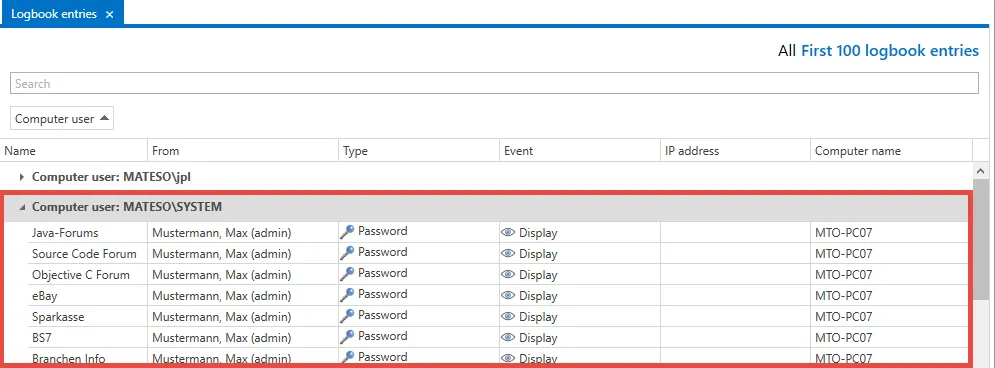 Logbook entries ×
All First 100 logbook entries
Search
Computer user
Name From Type Event IP address Computer name
Computer user: MATESO\jpl
Computer user: MATESO\SYSTEM
Java-Forums Mustermann, Max (admin) Password Display MTO-PC07
Source Code Forum Mustermann, Max (admin) Password Display MTO-PC07
Objective C Forum Mustermann, Max (admin) Password Display MTO-PC07
eBay Mustermann, Max (admin) Password Display MTO-PC07
Sparkasse Mustermann, Max (admin) Password Display MTO-PC07
BS7 Mustermann, Max (admin) Password Display MTO-PC07
Branchen Info Mustermann, Max (admin) Password Display MTO-PC07